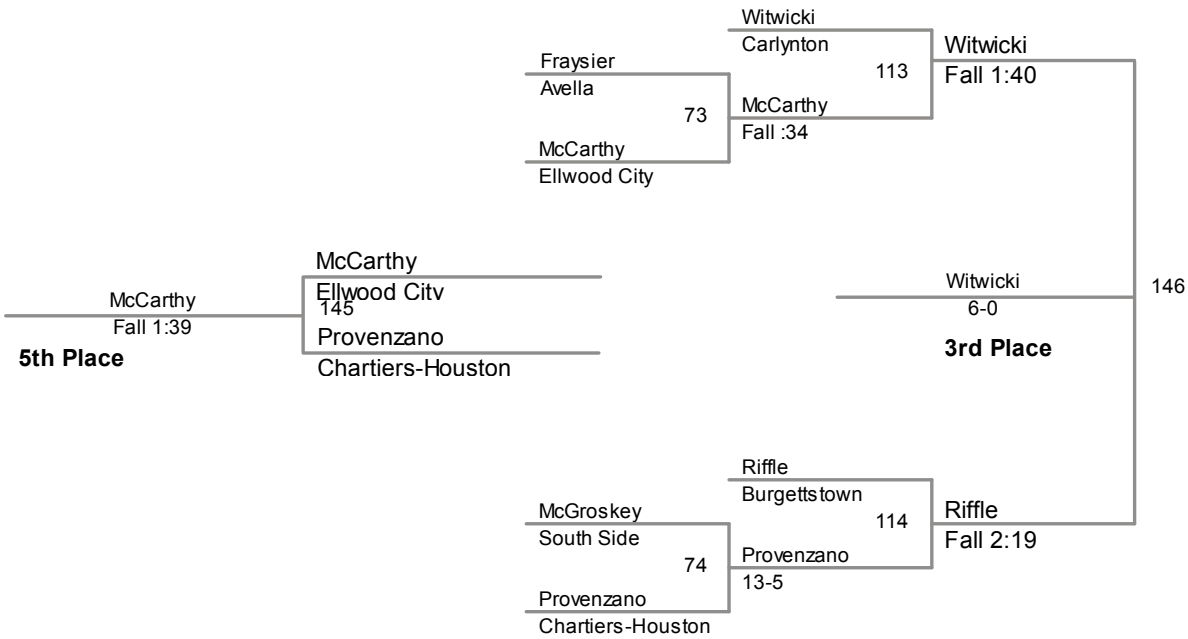 Witwicki
Carlynton
Witwicki
Fall 1:40
113
Fraysier
Avella
73
McCarthy
Fall :34
McCarthy
Ellwood City
McCarthy
Ellwood City
145
McCarthy
Fall 1:39
5th Place
Provenzano
Chartiers-Houston
Witwicki
6-0
3rd Place
146
Riffle
Burgettstown
114
Riffle
Fall 2:19
McGroskey
South Side
74
Provenzano
13-5
Provenzano
Chartiers-Houston